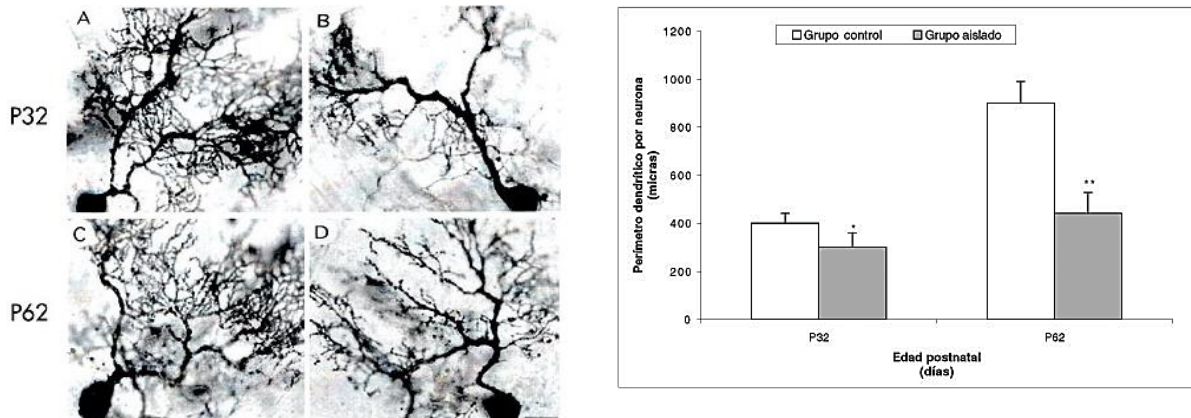 A
B
P32
C
D
P62
1200
1000
800
600
400
200
0
Grupo control
Grupo aislado
*
**
Perímetro dendrítico por neurona
(micras)
P32
P62
Edad postnatal
(días)